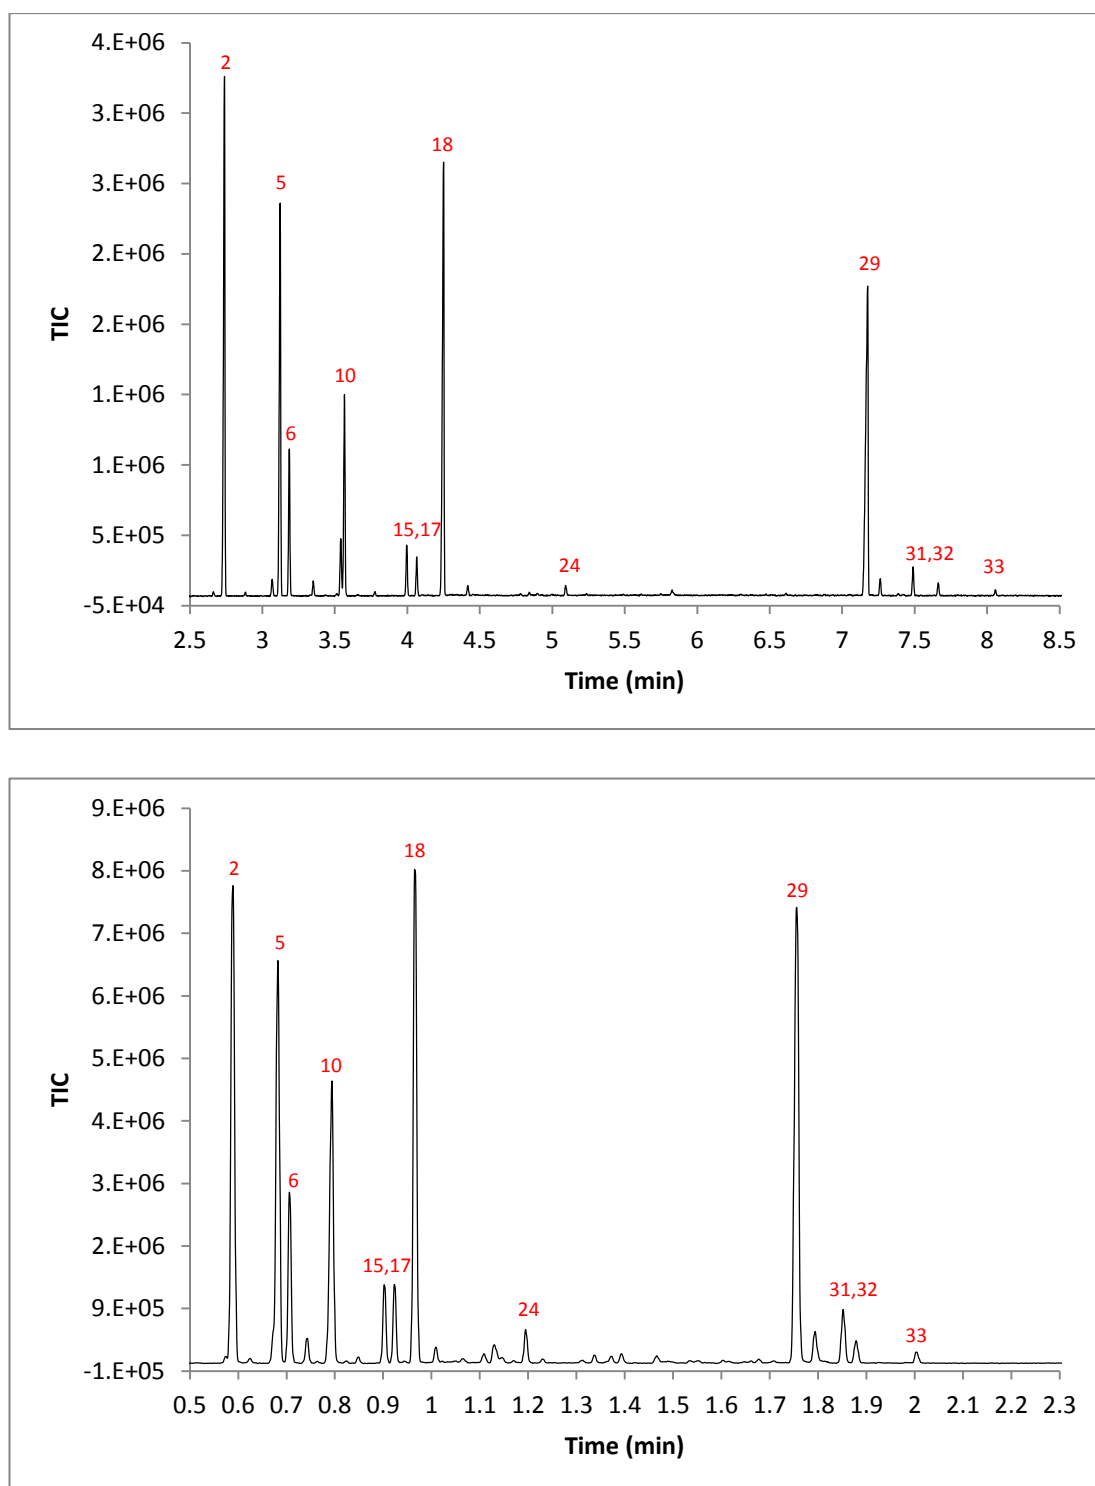 4.E+06
2
3.E+06
18
5
3.E+06
2.E+06
29
TIC
2.E+06
10
1.E+06
6
1.E+06
15,17
5.E+05
31,32
24
33
-5.E+04
2.5 3 3.5 4 4.5 5 5.5 6 6.5 7 7.5 8 8.5
Time (min)
9.E+06
18
2
8.E+06
29
5
7.E+06
6.E+06
5.E+06
10
TIC
4.E+06
6
3.E+06
2.E+06
15,17
31,32
9.E+05
24
33
-1.E+05
0.5 0.6 0.7 0.8 0.9 1 1.1 1.2 1.3 1.4 1.5 1.6 1.7 1.8 1.9 2 2.1 2.2 2.3
Time (min)